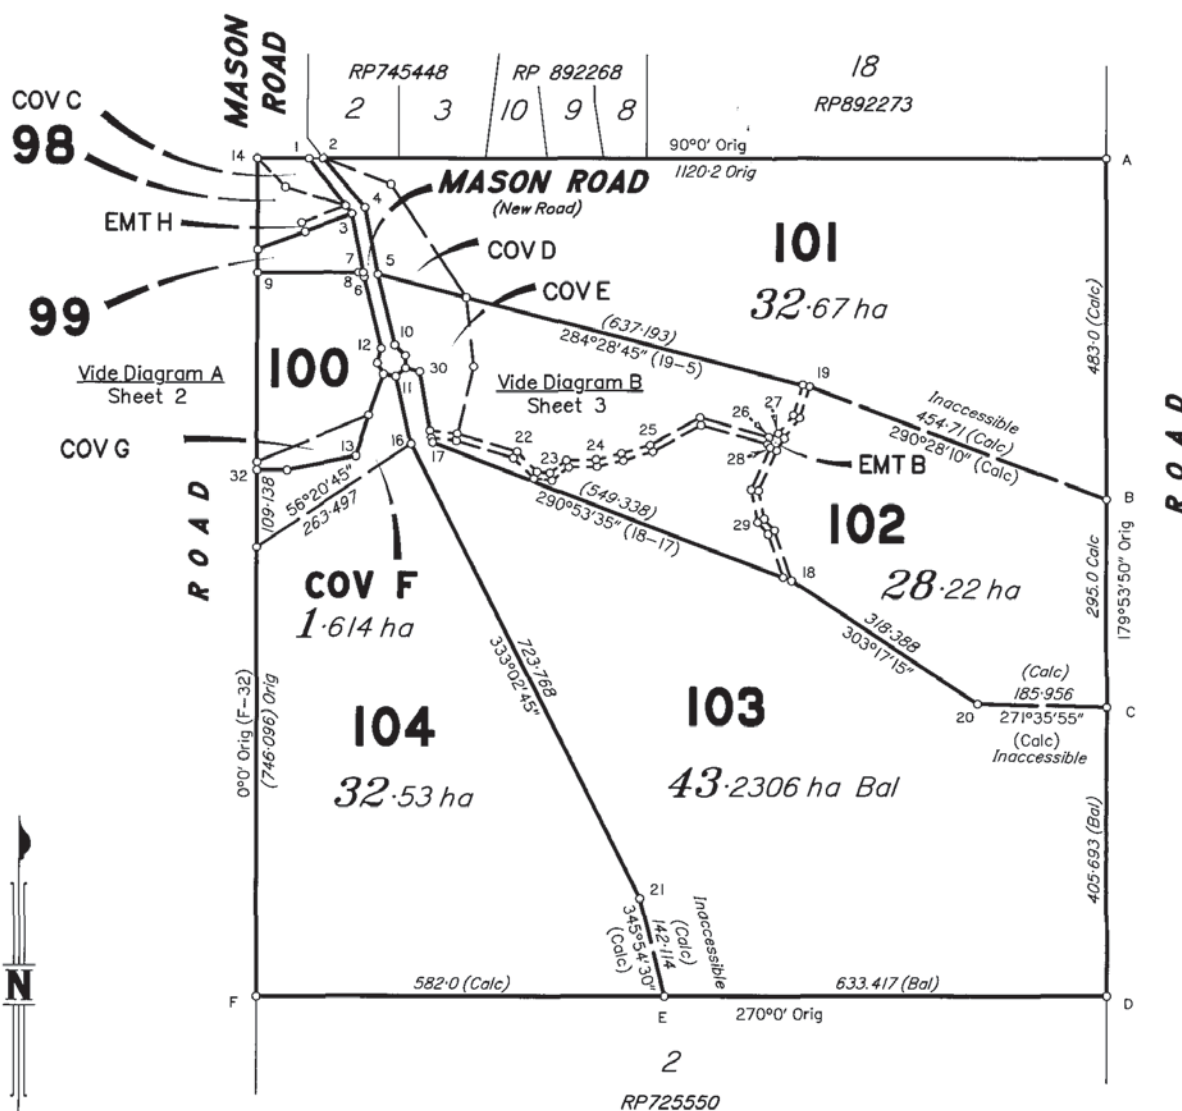 MASON
ROAD
RP745448
RP 892268
18
RP892273
COV C
98
2
3
10
9
8
90°0' Orig
1120·2 Orig
14
1
2
A
MASON ROAD
(New Road)
4
EMT H
3
COV D
101
32·67 ha
483·0 (Calc)
7
5
9
8
6
COV E
99
(637·193)
284°28'45" (19-5)
10
12
30
19
100
Vide Diagram A
Sheet 2
Vide Diagram B
Sheet 3
11
27
26
Inaccessible
454·71 (Calc)
290°28'10" (Calc)
ROAD
COV G
13
16
17
22
25
24
23
28
EMT B
32
B
109·138
56°20'45"
263·497
(549·338)
290°53'35" (18-17)
29
102
28·22 ha
295.0 Calc
179°53'50" Orig
ROAD
COV F
1·614 ha
18
318·388
303°17'15"
723·768
333°02'45"
(Calc)
185·956
271°35'55"
(Calc)
Inaccessible
20
C
0°0' Orig (F-32)
(746·096) Orig
104
32·53 ha
103
43·2306 ha Bal
405·693 (Bal)
21
Inaccessible
(Calc)
142·114
345°54'30"
(Calc)
N
F
582·0 (Calc)
633.417 (Bal)
D
E
270°0' Orig
2
RP725550